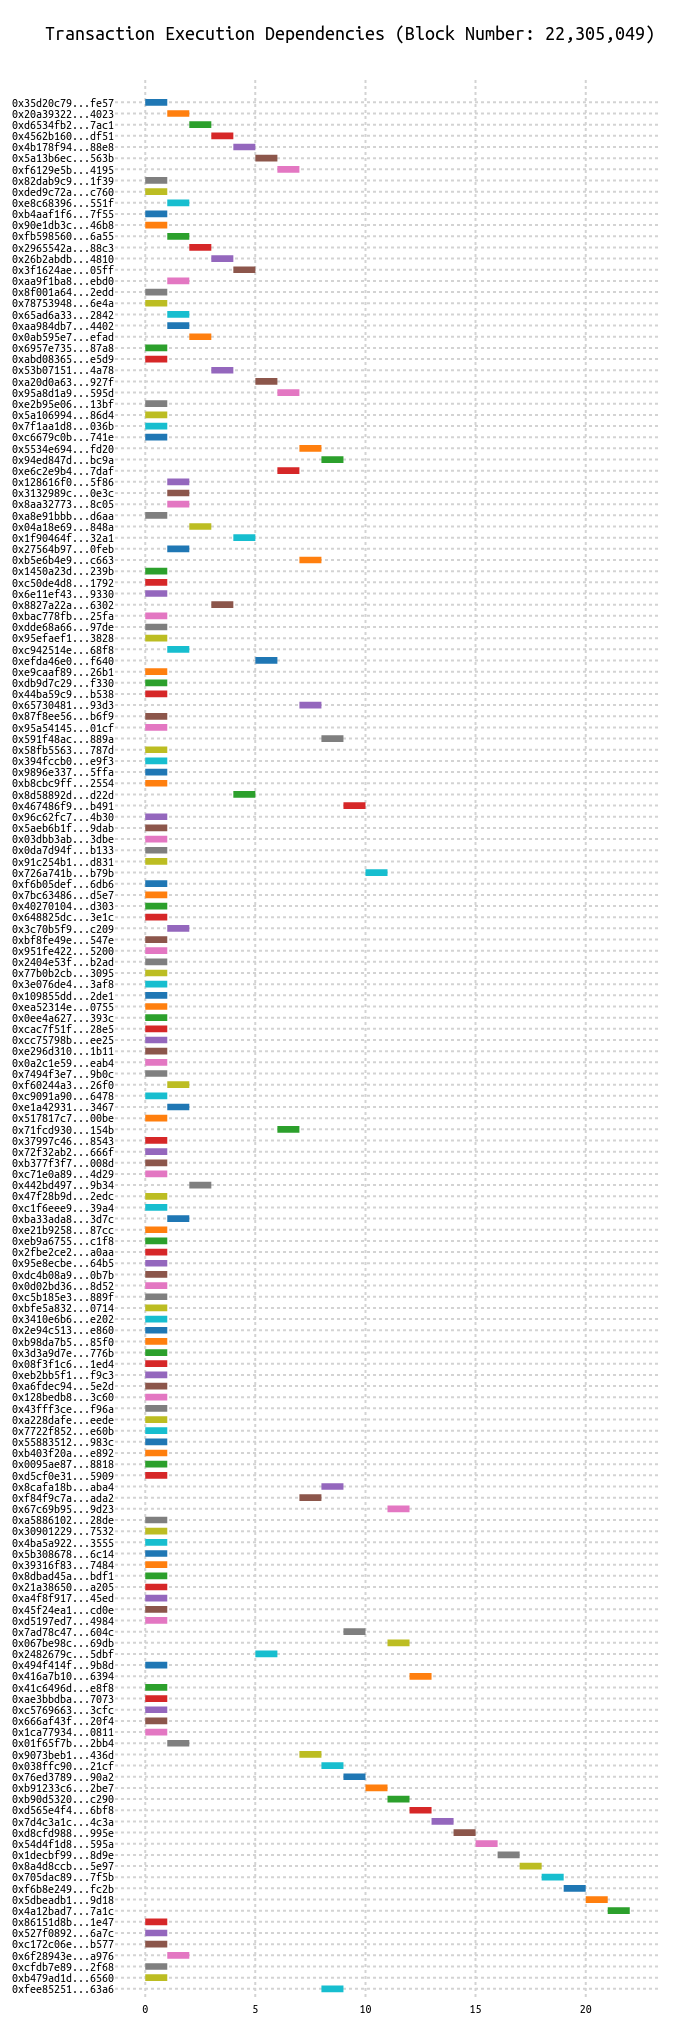 Transaction Execution Dependencies (Block Number: 22,305,049)
0x35d20c79...fe57
0x20a39322...4023
0xd6534fb2...7ac1
0x4562b160...df51
0x4b178f94...88e8
0x5a13b6ec...563b
0xf6129e5b...4195
0x82dab9c9...1f39
0xded9c72a...c760
0xe8c68396...551f
0xb4aaf1f6...7f55
0x90e1db3c...46b8
0xfb598560...6a55
0x2965542a...88c3
0x26b2abdb...4810
0x3f1624ae...05ff
0xaa9f1ba8...ebd0
0x8f001a64...2edd
0x78753948...6e4a
0x65ad6a33...2842
0xaa984db7...4402
0x0ab595e7...efad
0x6957e735...87a8
0xabd08365...e5d9
0x53b07151...4a78
0xa20d0a63...927f
0x95a8d1a9...595d
0xe2b95e06...13bf
0x5a106994...86d4
0x7f1aa1d8...036b
0xc6679c0b...741e
0x5534e694...fd20
0x94ed847d...bc9a
0xe6c2e9b4...7daf
0x128616f0...5f86
0x3132989c...0e3c
0x8aa32773...8c05
0xa8e91bbb...d6aa
0x04a18e69...848a
0x1f90464f...32a1
0x27564b97...0feb
0xb5e6b4e9...c663
0x1450a23d...239b
0xc50de4d8...1792
0x6e11ef43...9330
0x8827a22a...6302
0xbac778fb...25fa
0xdde68a66...97de
0x95efaef1...3828
0xc942514e...68f8
0xefda46e0...f640
0xe9caaf89...26b1
0xdb9d7c29...f330
0x44ba59c9...b538
0x65730481...93d3
0x87f8ee56...b6f9
0x95a54145...01cf
0x591f48ac...889a
0x58fb5563...787d
0x394fccb0...e9f3
0x9896e337...5ffa
0xb8cbc9ff...2554
0x8d58892d...d22d
0x467486f9...b491
0x96c62fc7...4b30
0x5aeb6b1f...9dab
0x03dbb3ab...3dbe
0x0da7d94f...b133
0x91c254b1...d831
0x726a741b...b79b
0xf6b05def...6db6
0x7bc63486...d5e7
0x40270104...d303
0x648825dc...3e1c
0x3c70b5f9...c209
0xbf8fe49e...547e
0x951fe422...5200
0x2404e53f...b2ad
0x77b0b2cb...3095
0x3e076de4...3af8
0x109855dd...2de1
0xea52314e...0755
0x0ee4a627...393c
0xcac7f51f...28e5
0xcc75798b...ee25
0xe296d310...1b11
0x0a2c1e59...eab4
0x7494f3e7...9b0c
0xf60244a3...26f0
0xc9091a90...6478
0xe1a42931...3467
0x517817c7...00be
0x71fcd930...154b
0x37997c46...8543
0x72f32ab2...666f
0xb377f3f7...008d
0xc71e0a89...4d29
0x442bd497...9b34
0x47f28b9d...2edc
0xc1f6eee9...39a4
0xba33ada8...3d7c
0xe21b9258...87cc
0xeb9a6755...c1f8
0x2fbe2ce2...a0aa
0x95e8ecbe...64b5
0xdc4b08a9...0b7b
0x0d02bd36...8d52
0xc5b185e3...889f
0xbfe5a832...0714
0x3410e6b6...e202
0x2e94c513...e860
0xb98da7b5...85f0
0x3d3a9d7e...776b
0x08f3f1c6...1ed4
0xeb2bb5f1...f9c3
0xa6fdec94...5e2d
0x128bedb8...3c60
0x43fff3ce...f96a
0xa228dafe...eede
0x7722f852...e60b
0x55883512...983c
0xb403f20a...e892
0x0095ae87...8818
0xd5cf0e31...5909
0x8cafa18b...aba4
0xf84f9c7a...ada2
0x67c69b95...9d23
0xa5886102...28de
0x30901229...7532
0x4ba5a922...3555
0x5b308678...6c14
0x39316f83...7484
0x8dbad45a...bdf1
0x21a38650...a205
0xa4f8f917...45ed
0x45f24ea1...cd0e
0xd5197ed7...4984
0x7ad78c47...604c
0x067be98c...69db
0x2482679c...5dbf
0x494f414f...9b8d
0x416a7b10...6394
0x41c6496d...e8f8
0xae3bbdba...7073
0xc5769663...3cfc
0x666af43f...20f4
0x1ca77934...0811
0x01f65f7b...2bb4
0x9073beb1...436d
0x038ffc90...21cf
0x76ed3789...90a2
0xb91233c6...2be7
0xb90d5320...c290
0xd565e4f4...6bf8
0x7d4c3a1c...4c3a
0xd8cfd988...995e
0x54d4f1d8...595a
0x1decbf99...8d9e
0x8a4d8ccb...5e97
0x705dac89...7f5b
0xf6b8e249...fc2b
0x5dbeadb1...9d18
0x4a12bad7...7a1c
0x86151d8b...1e47
0x527f0892...6a7c
0xc172c06e...b577
0x6f28943e...a976
0xcfdb7e89...2f68
0xb479ad1d...6560
0xfee85251...63a6
0 5 10 15 20